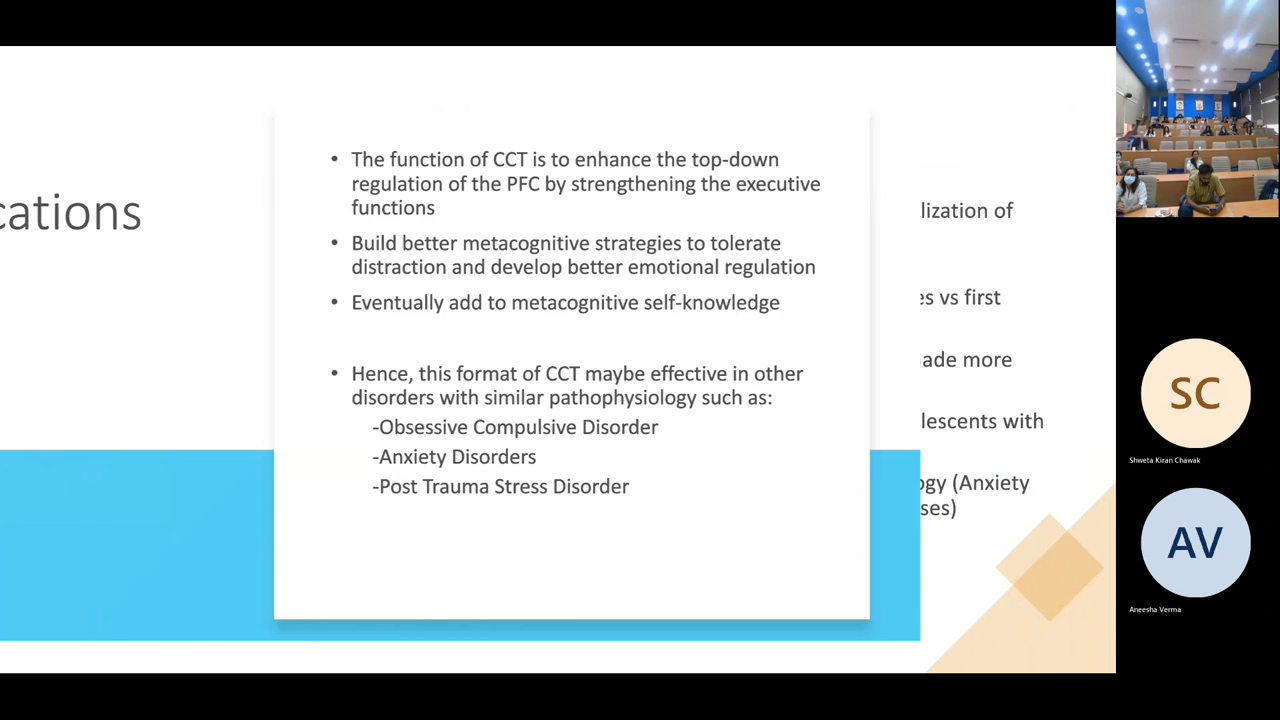 cations
• The function of CCT is to enhance the top-down
regulation of the PFC by strengthening the executive
functions
• Build better metacognitive strategies to tolerate
distraction and develop better emotional regulation
• Eventually add to metacognitive self-knowledge
• Hence, this format of CCT maybe effective in other
disorders with similar pathophysiology such as:
-Obsessive Compulsive Disorder
-Anxiety Disorders
-Post Trauma Stress Disorder
lization of
es vs first
ade more
lescents with
ogy (Anxiety
ses)
SC
Shweta Kiran Chawak
AV
Aneesha Verma